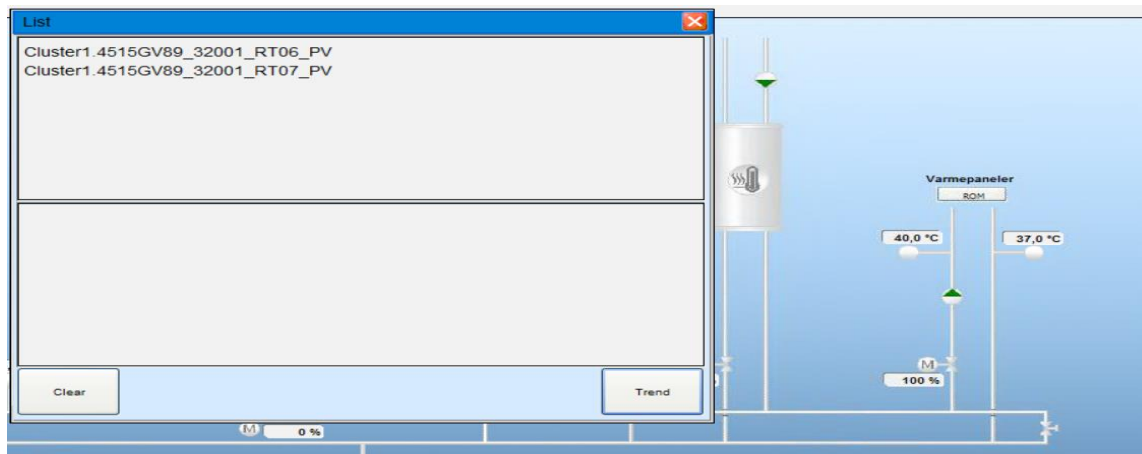 List
Cluster1.4515GV89_32001_RT06_PV
Cluster1.4515GV89_32001_RT07_PV
Clear
Trend
Varmepaneler
ROM
40,0 °C
37,0 °C
M
100 %
M
0 %